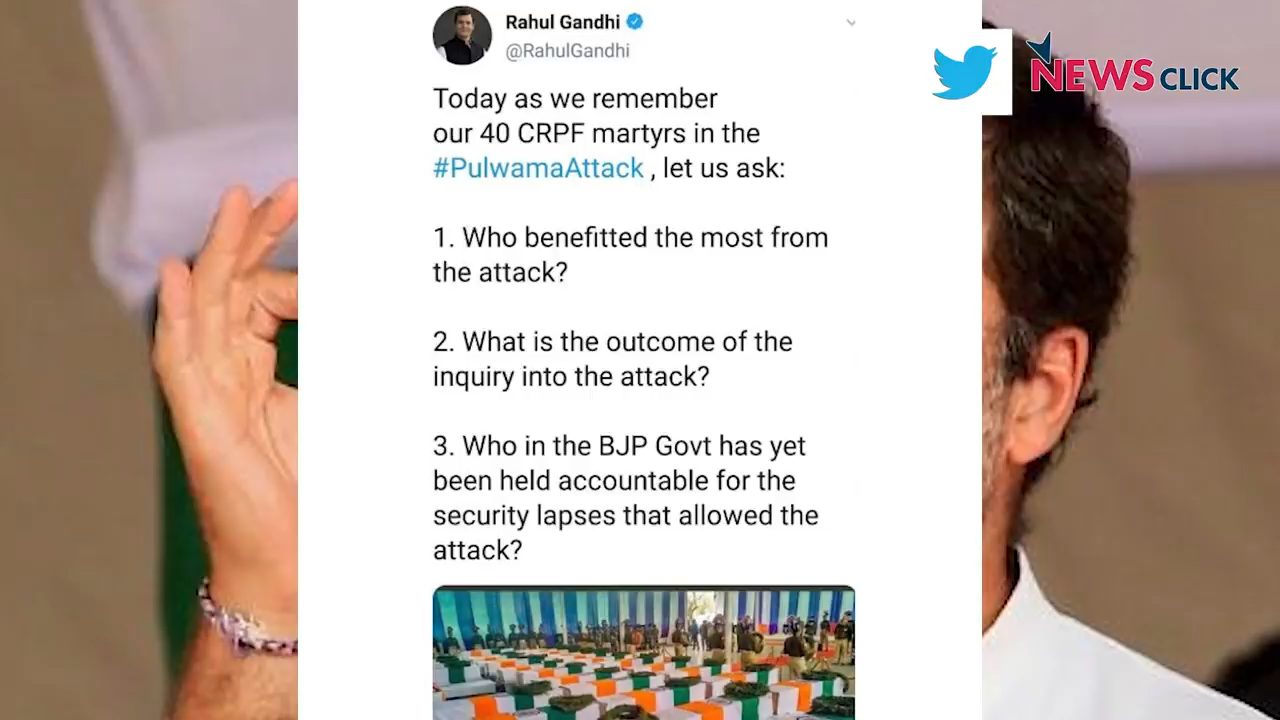 Rahul Gandhi
@RahulGandhi
NEWSCLICK
Today as we remember
our 40 CRPF martyrs in the
#PulwamaAttack , let us ask:
1. Who benefitted the most from
the attack?
2. What is the outcome of the
inquiry into the attack?
3. Who in the BJP Govt has yet
been held accountable for the
security lapses that allowed the
attack?